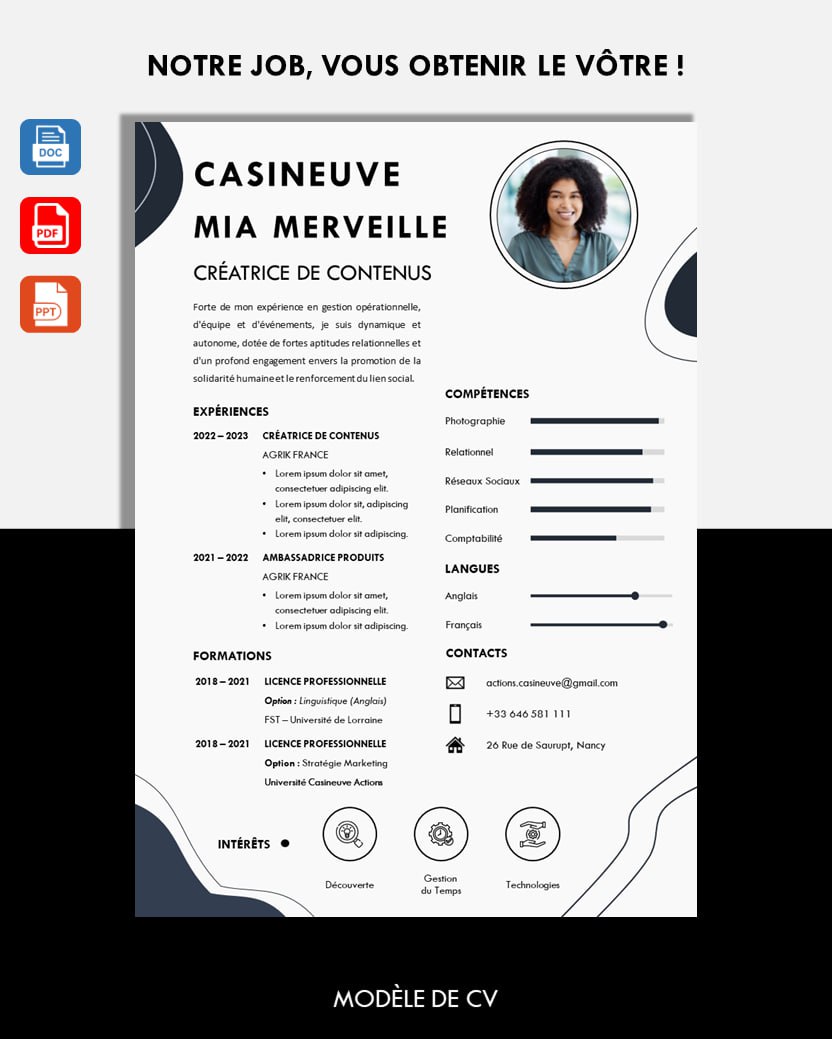 NOTRE JOB, VOUS OBTENIR LE VÔTRE !
DOC
PDF
PPT
CASINEUVE
MIA MERVEILLE
CRÉATRICE DE CONTENUS
Forte de mon expérience en gestion opérationnelle,
d'équipe et d'événements, je suis dynamique et
autonome, dotée de fortes aptitudes relationnelles et
d'un profond engagement envers la promotion de la
solidarité humaine et le renforcement du lien social.
EXPÉRIENCES
2022 – 2023 CRÉATRICE DE CONTENUS
AGRIK FRANCE
• Lorem ipsum dolor sit amet,
consectetuer adipiscing elit.
• Lorem ipsum dolor sit, adipiscing
elit, consectetuer elit.
• Lorem ipsum dolor sit adipiscing.
2021 – 2022 AMBASSADRICE PRODUITS
AGRIK FRANCE
• Lorem ipsum dolor sit amet,
consectetuer adipiscing elit.
• Lorem ipsum dolor sit adipiscing.
FORMATIONS
2018 – 2021 LICENCE PROFESSIONNELLE
Option : Linguistique (Anglais)
FST – Université de Lorraine
2018 – 2021 LICENCE PROFESSIONNELLE
Option : Stratégie Marketing
Université Casineuve Actions
COMPÉTENCES
Photographie
Relationnel
Réseaux Sociaux
Planification
Comptabilité
LANGUES
Anglais
Français
CONTACTS
actions.casineuve@gmail.com
+33 646 581 111
26 Rue de Saurupt, Nancy
INTÉRÊTS
Découverte
Gestion
du Temps
Technologies
MODÈLE DE CV